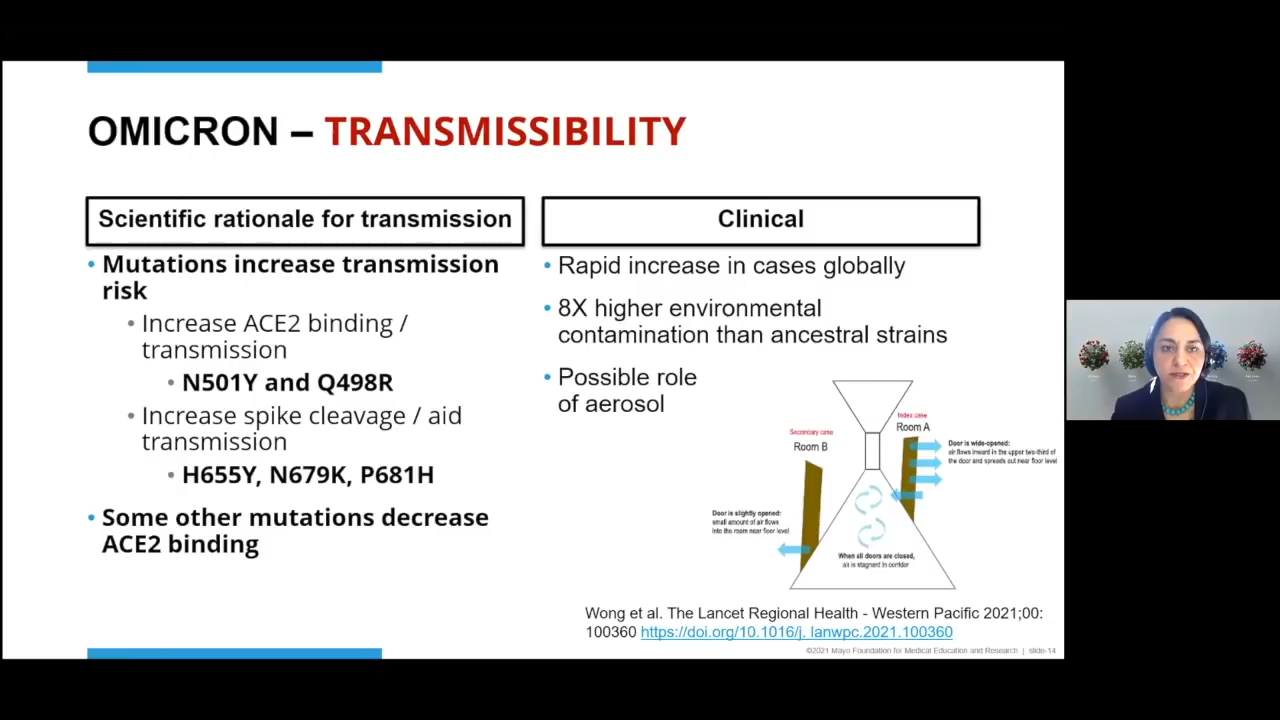 OMICRON – TRANSMISSIBILITY
Scientific rationale for transmission
• Mutations increase transmission
risk
• Increase ACE2 binding /
transmission
• N501Y and Q498R
• Increase spike cleavage / aid
transmission
• H655Y, N679K, P681H
• Some other mutations decrease
ACE2 binding
Clinical
• Rapid increase in cases globally
• 8X higher environmental
contamination than ancestral strains
• Possible role
of aerosol
Secondary case
Room B
Index case
Room A
Door is wide-opened:
air flows inward in the upper two-third of
the door and spreads out near floor level
Door is slightly opened:
small amount of air flows
into the room near floor level
When all doors are closed,
air is stagnant in corridor
Wong et al. The Lancet Regional Health - Western Pacific 2021;00:
100360 https://doi.org/10.1016/j. lanwpc.2021.100360
©2021 Mayo Foundation for Medical Education and Research | slide-14